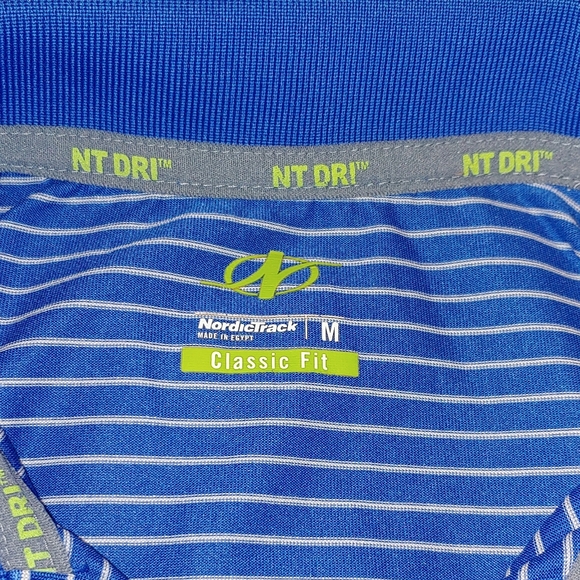 NT DRI™ NT DRI™ NT DRI™
NordicTrack | M
MADE IN EGYPT
Classic Fit
NT DRI™